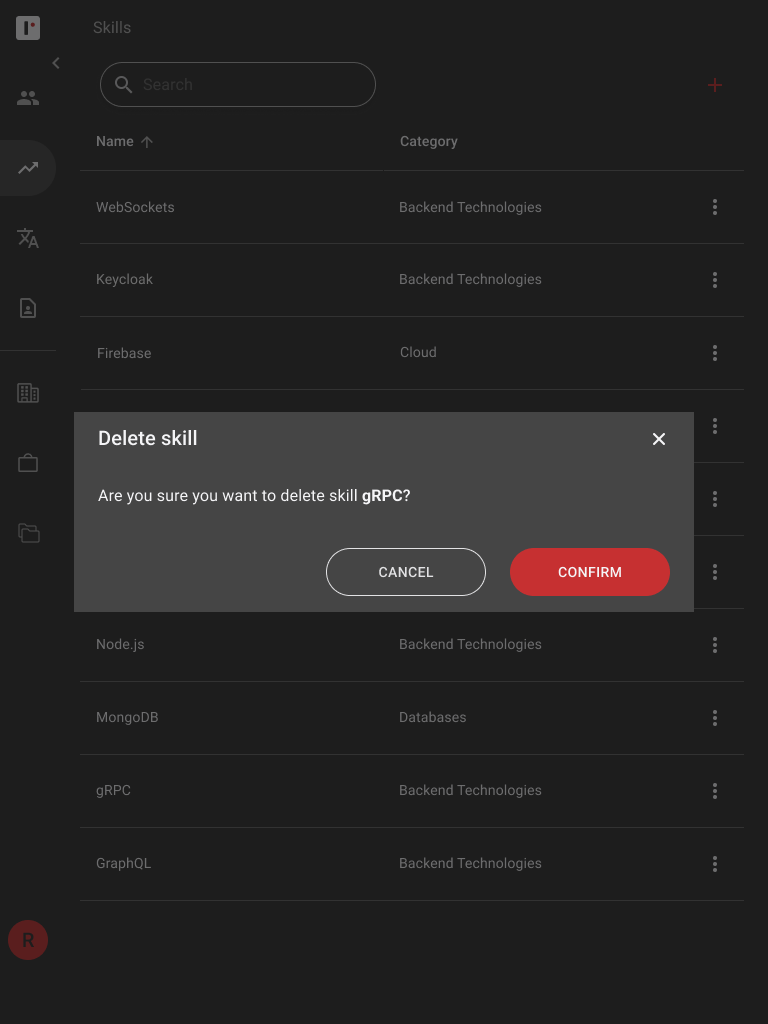 Skills
Search
Name Category
WebSockets Backend Technologies
Keycloak Backend Technologies
Firebase Cloud
Delete skill
Are you sure you want to delete skill gRPC?
CANCEL CONFIRM
Node.js Backend Technologies
MongoDB Databases
gRPC Backend Technologies
GraphQL Backend Technologies
R